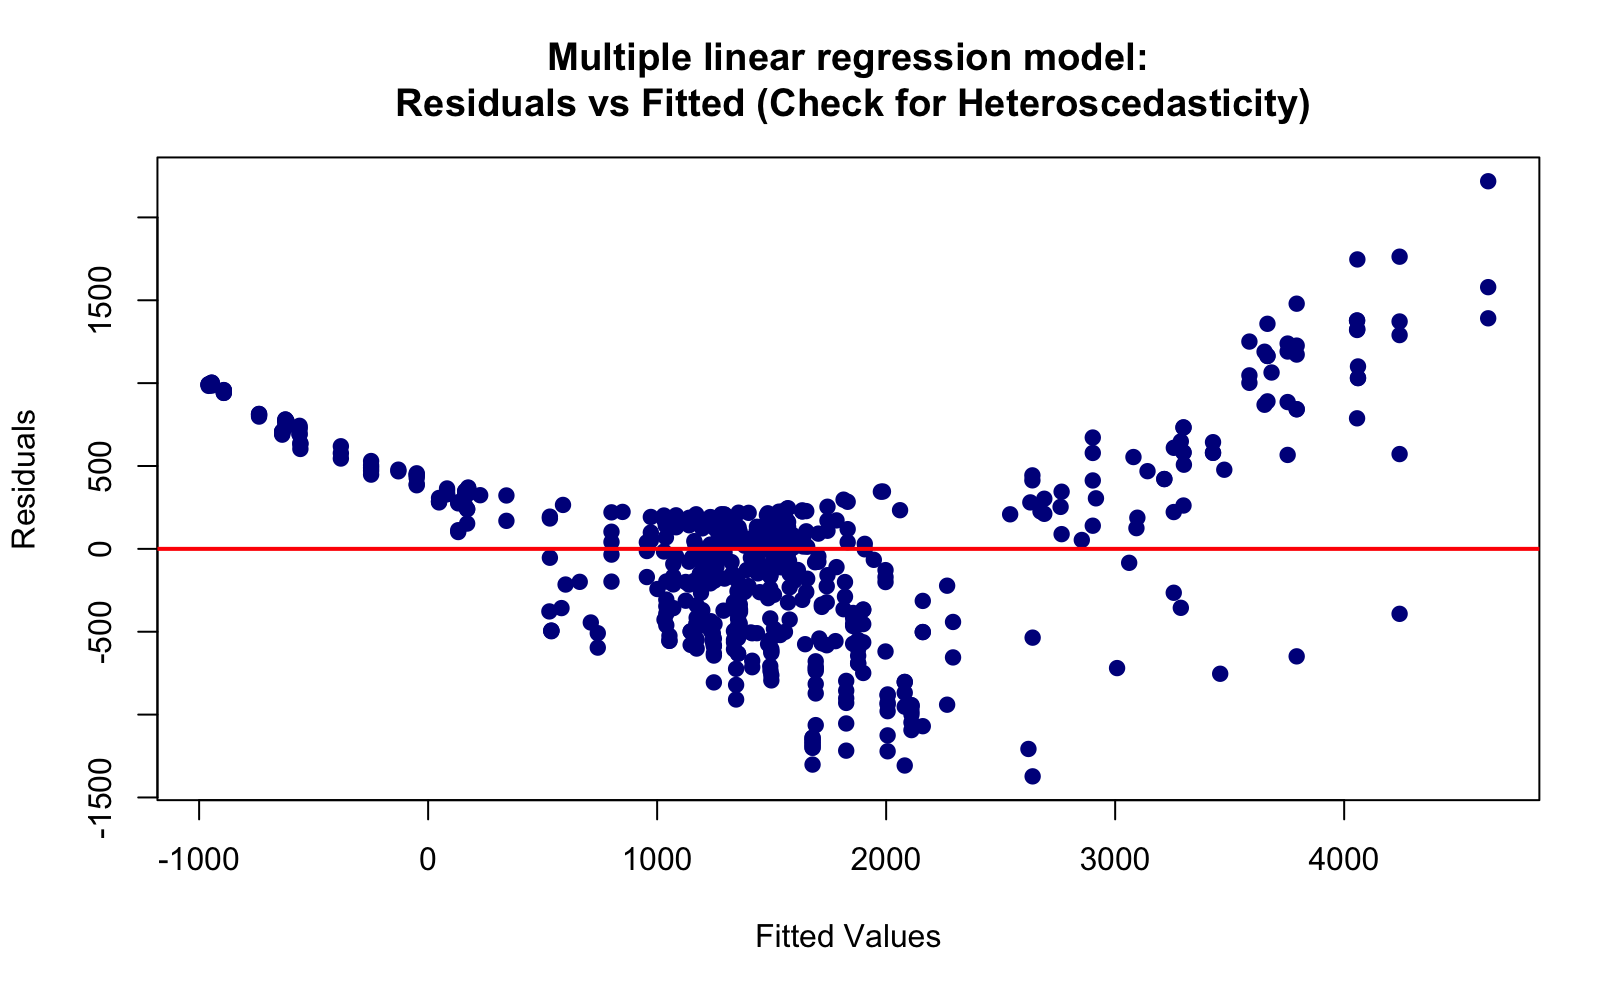 Multiple linear regression model:
Residuals vs Fitted (Check for Heteroscedasticity)
Residuals
1500
500
0
-500
-1500
-1000 0 1000 2000 3000 4000
Fitted Values